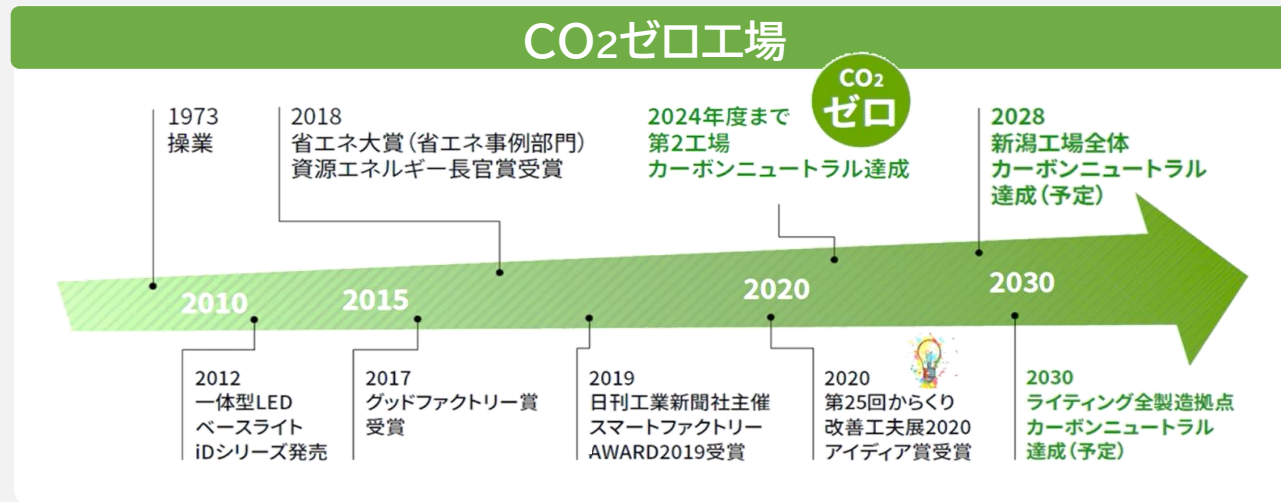 CO2ゼロ工場
CO2
ゼロ
1973
操業
2018
省エネ大賞（省エネ事例部門）
資源エネルギー長官賞受賞
2024年度まで
第2工場
カーボンニュートラル達成
2028
新潟工場全体
カーボンニュートラル
達成（予定）
2010
2015
2020
2030
2012
一体型LED
ベースライト
iDシリーズ発売
2017
グッドファクトリー賞
受賞
2019
日刊工業新聞社主催
スマートファクトリー
AWARD2019受賞
2020
第25回からくり
改善工夫展2020
アイディア賞受賞
2030
ライティング全製造拠点
カーボンニュートラル
達成（予定）